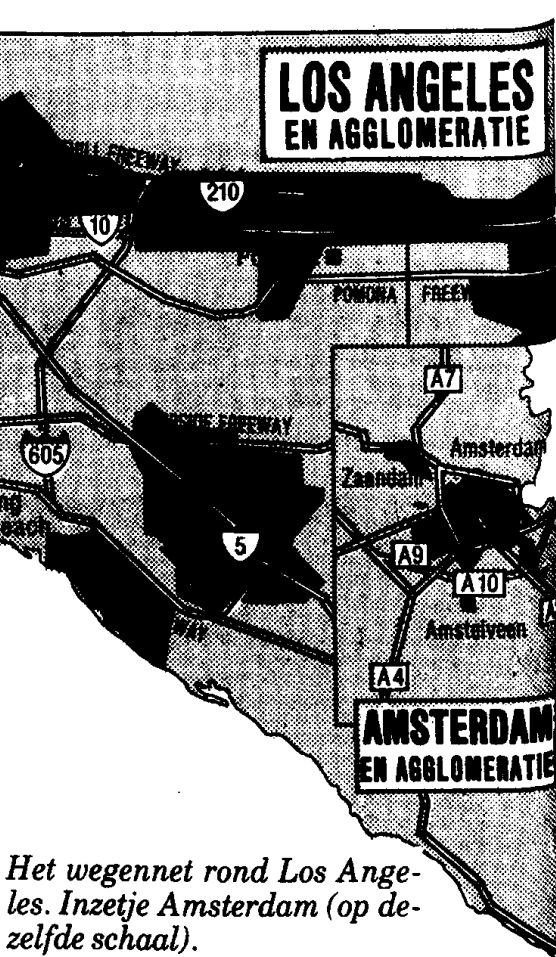 LOS ANGELES
EN AGGLOMERATIE
FREEWAY
210
10
POMONA FREEW
A7
FREEWAY
Amsterdam
Zaandam
605
5
A9
A10
Amstelveen
A4
AMSTERDAM
EN AGGLOMERATIE
Het wegennet rond Los Ange-
les. Inzetje Amsterdam (op de-
zelfde schaal).